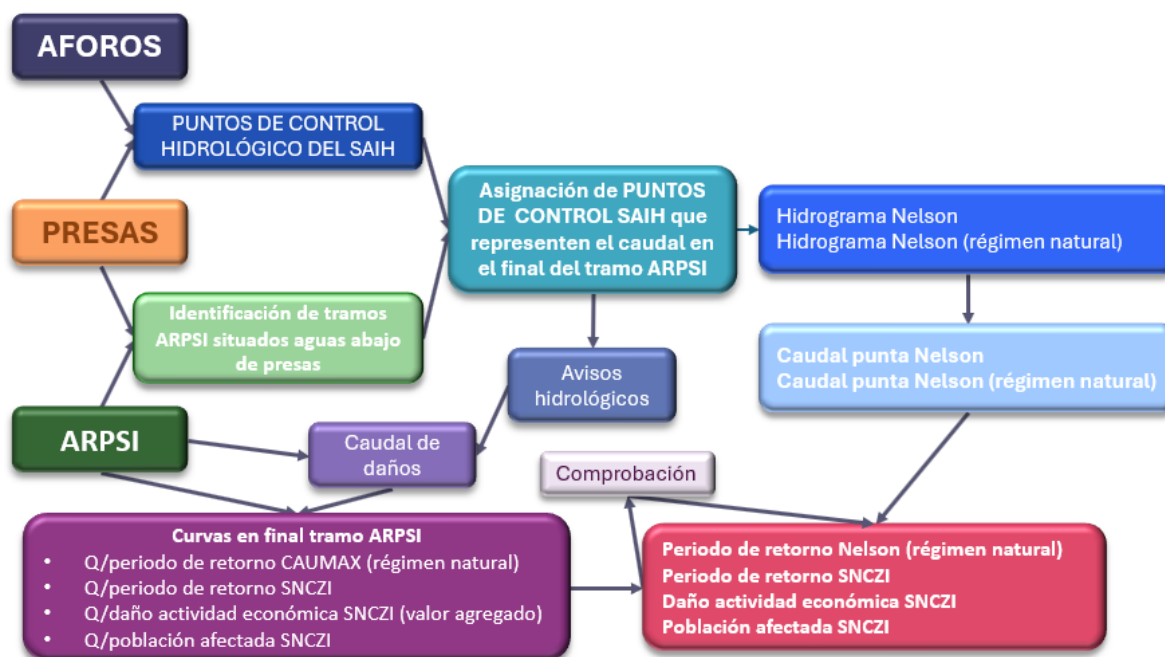 AFOROS
PUNTOS DE CONTROL
HIDROLÓGICO DEL SAIH
PRESAS
Asignación de PUNTOS
DE CONTROL SAIH que
representen el caudal en
el final del tramo ARPSI
Hidrograma Nelson
Hidrograma Nelson (régimen natural)
Identificación de tramos
ARPSI situados aguas abajo
de presas
Avisos
hidrológicos
Caudal punta Nelson
Caudal punta Nelson (régimen natural)
ARPSI
Caudal de
daños
Comprobación
Curvas en final tramo ARPSI
• Q/periodo de retorno CAUMAX (régimen natural)
• Q/periodo de retorno SNCZI
• Q/daño actividad económica SNCZI (valor agregado)
• Q/población afectada SNCZI
Periodo de retorno Nelson (régimen natural)
Periodo de retorno SNCZI
Daño actividad económica SNCZI
Población afectada SNCZI